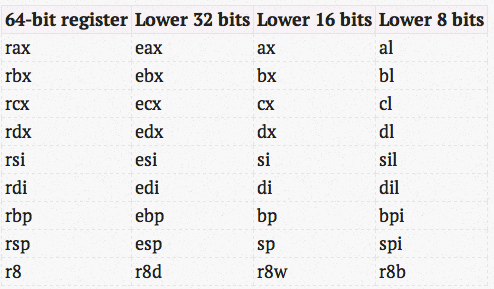 64-bit register Lower 32 bits Lower 16 bits Lower 8 bits
rax eax ax al
rbx ebx bx bl
rcx ecx cx cl
rdx edx dx dl
rsi esi si sil
rdi edi di dil
rbp ebp bp bpi
rsp esp sp spi
r8 r8d r8w r8b